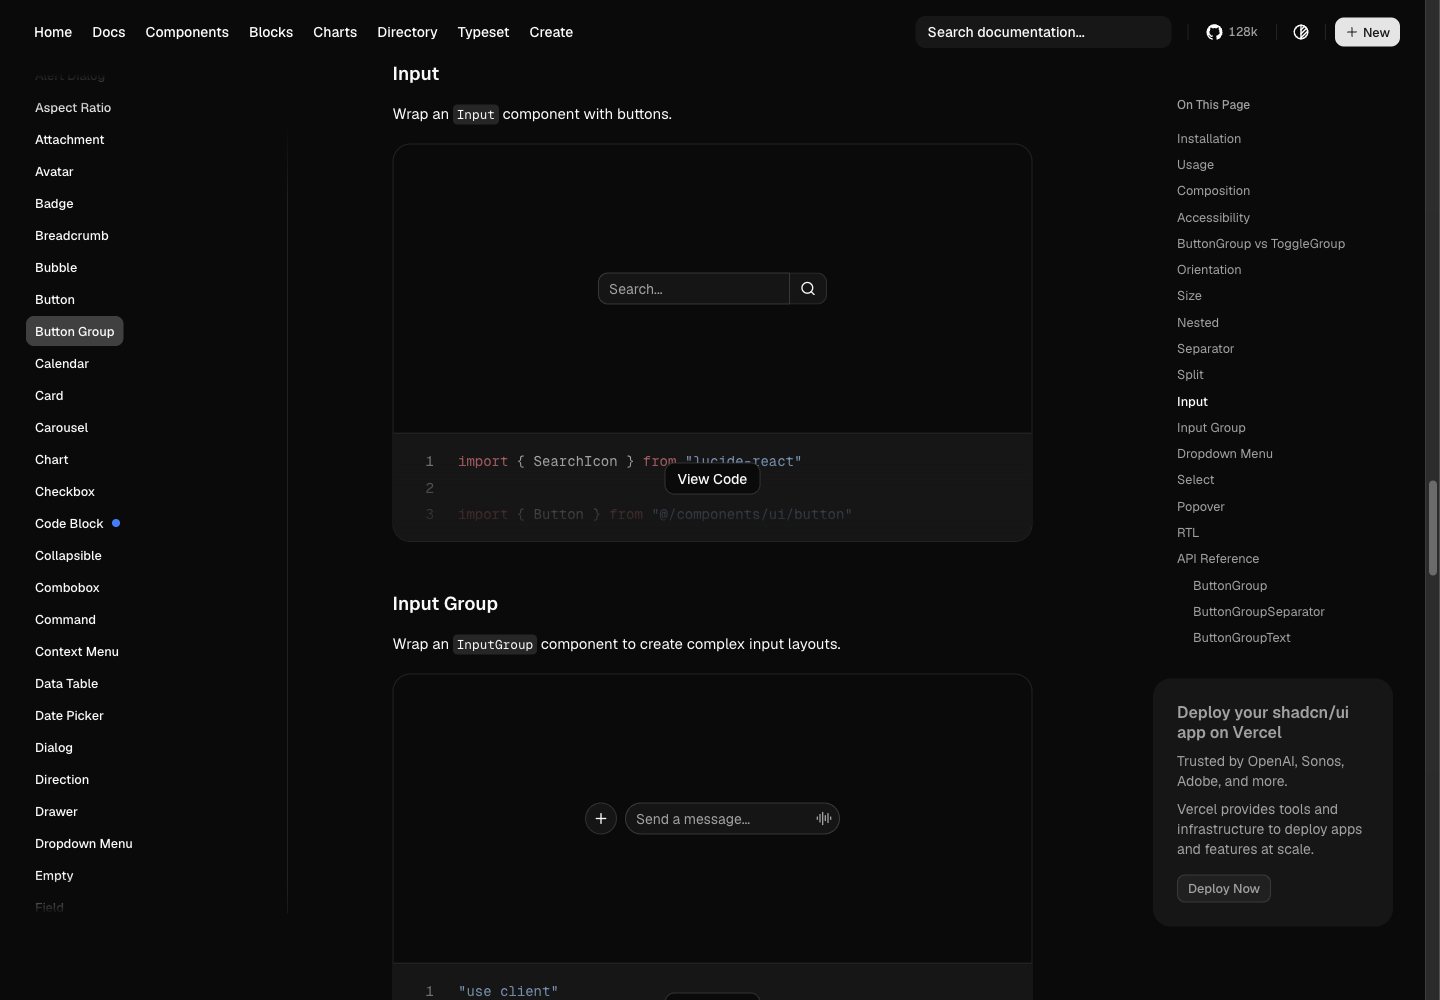 Home Docs Components Blocks Charts Directory Typeset Create
Search documentation...
128k
New
Alert Dialog
Aspect Ratio
Attachment
Avatar
Badge
Breadcrumb
Bubble
Button
Button Group
Calendar
Card
Carousel
Chart
Checkbox
Code Block
Collapsible
Combobox
Command
Context Menu
Data Table
Date Picker
Dialog
Direction
Drawer
Dropdown Menu
Empty
Field
Input
Wrap an Input component with buttons.
Search...
1 import { SearchIcon } from "lucide-react"
View Code
2
3 import { Button } from "@/components/ui/button"
Input Group
Wrap an InputGroup component to create complex input layouts.
Send a message...
1 "use client"
On This Page
Installation
Usage
Composition
Accessibility
ButtonGroup vs ToggleGroup
Orientation
Size
Nested
Separator
Split
Input
Input Group
Dropdown Menu
Select
Popover
RTL
API Reference
ButtonGroup
ButtonGroupSeparator
ButtonGroupText
Deploy your shadcn/ui
app on Vercel
Trusted by OpenAI, Sonos,
Adobe, and more.
Vercel provides tools and
infrastructure to deploy apps
and features at scale.
Deploy Now